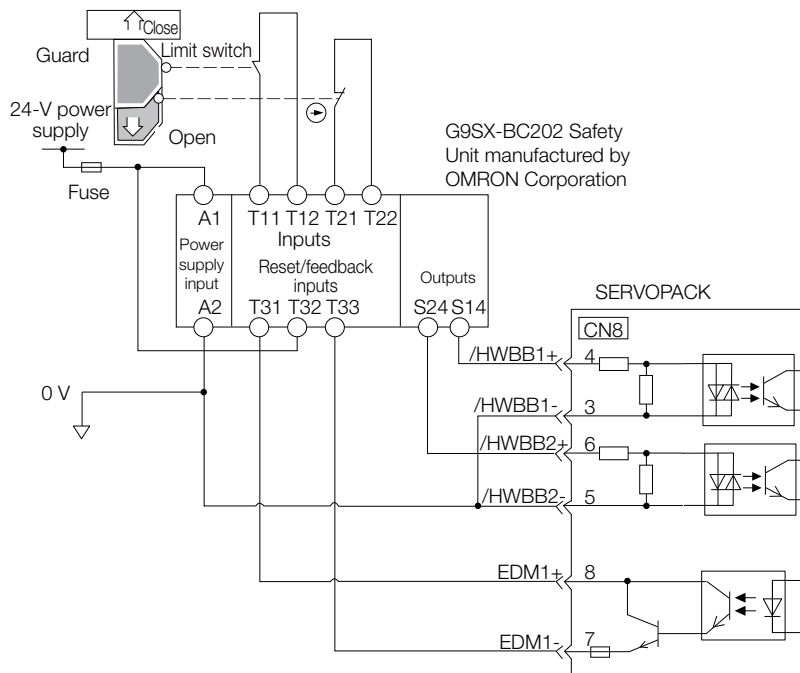 Close
Guard
Limit switch
24-V power
supply
Open
Fuse
G9SX-BC202 Safety
Unit manufactured by
OMRON Corporation
A1
T11 T12 T21 T22
Inputs
Power
supply
input
Reset/feedback
inputs
Outputs
A2
T31 T32 T33
S24 S14
SERVOPACK
CN8
/HWBB1+ 4
0 V
/HWBB1- 3
/HWBB2+ 6
/HWBB2- 5
EDM1+ 8
EDM1- 7